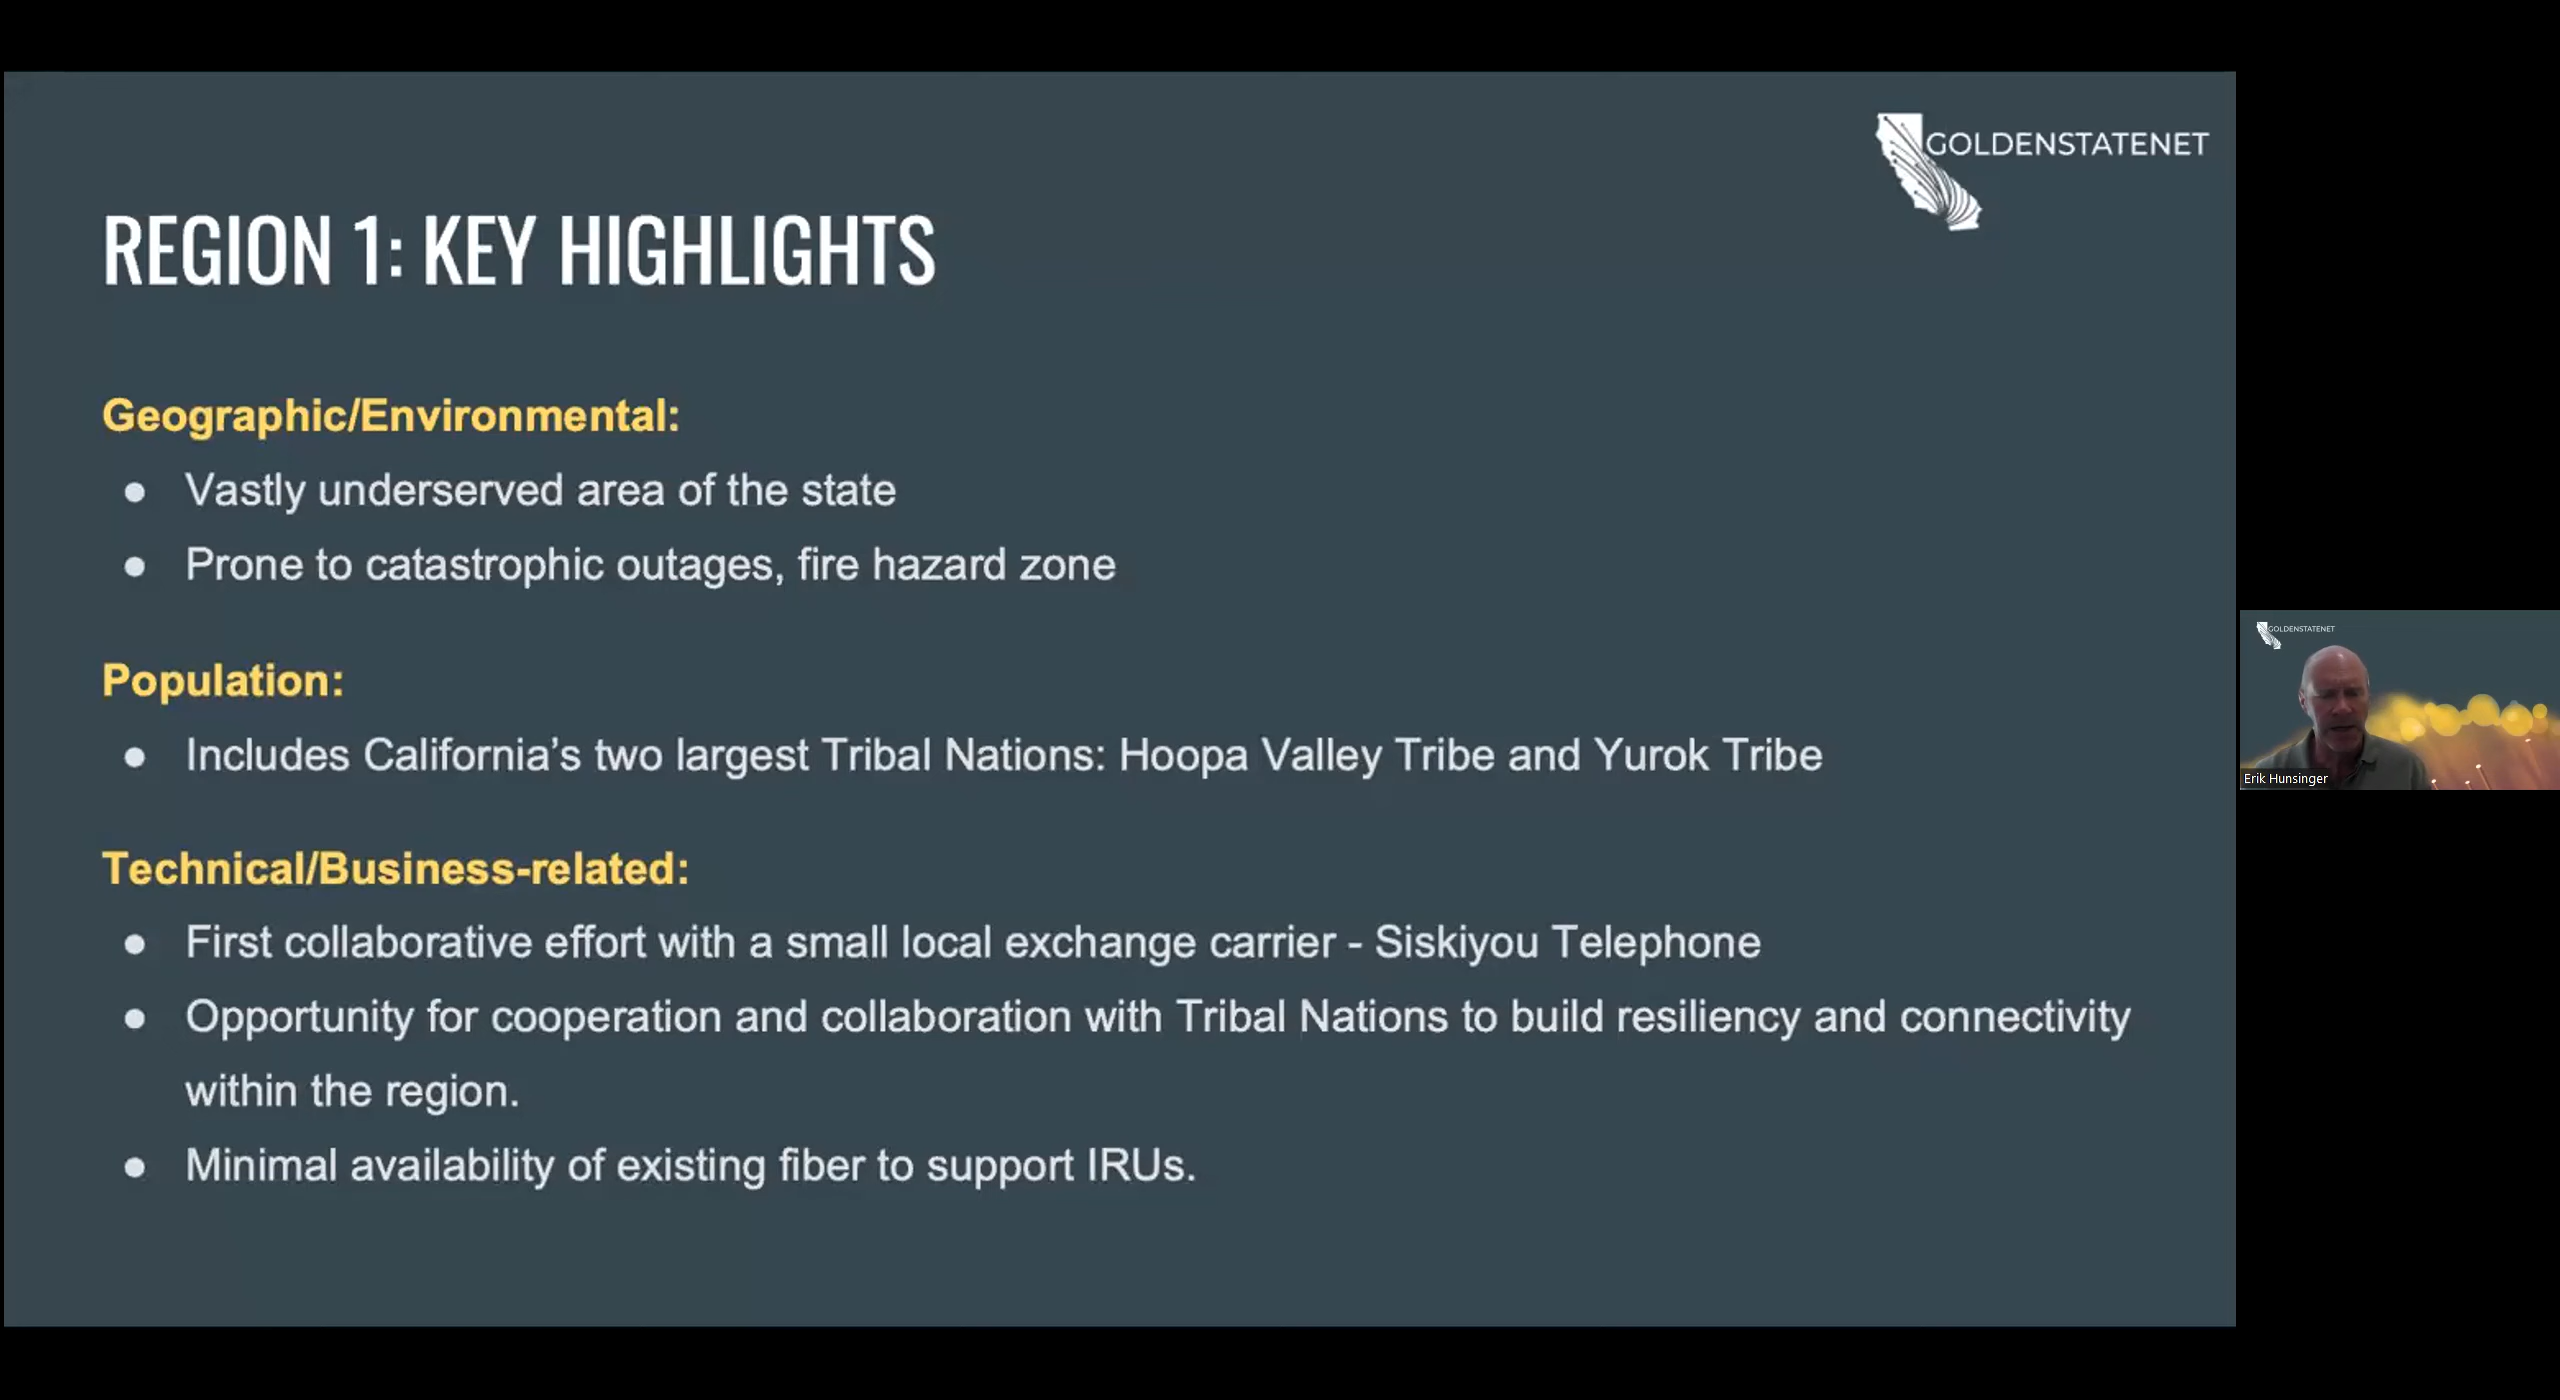 GOLDENSTATENET
REGION 1: KEY HIGHLIGHTS
Geographic/Environmental:
● Vastly underserved area of the state
● Prone to catastrophic outages, fire hazard zone
Population:
● Includes California’s two largest Tribal Nations: Hoopa Valley Tribe and Yurok Tribe
Technical/Business-related:
● First collaborative effort with a small local exchange carrier - Siskiyou Telephone
● Opportunity for cooperation and collaboration with Tribal Nations to build resiliency and connectivity
within the region.
● Minimal availability of existing fiber to support IRUs.
GOLDENSTATENET
Erik Hunsinger